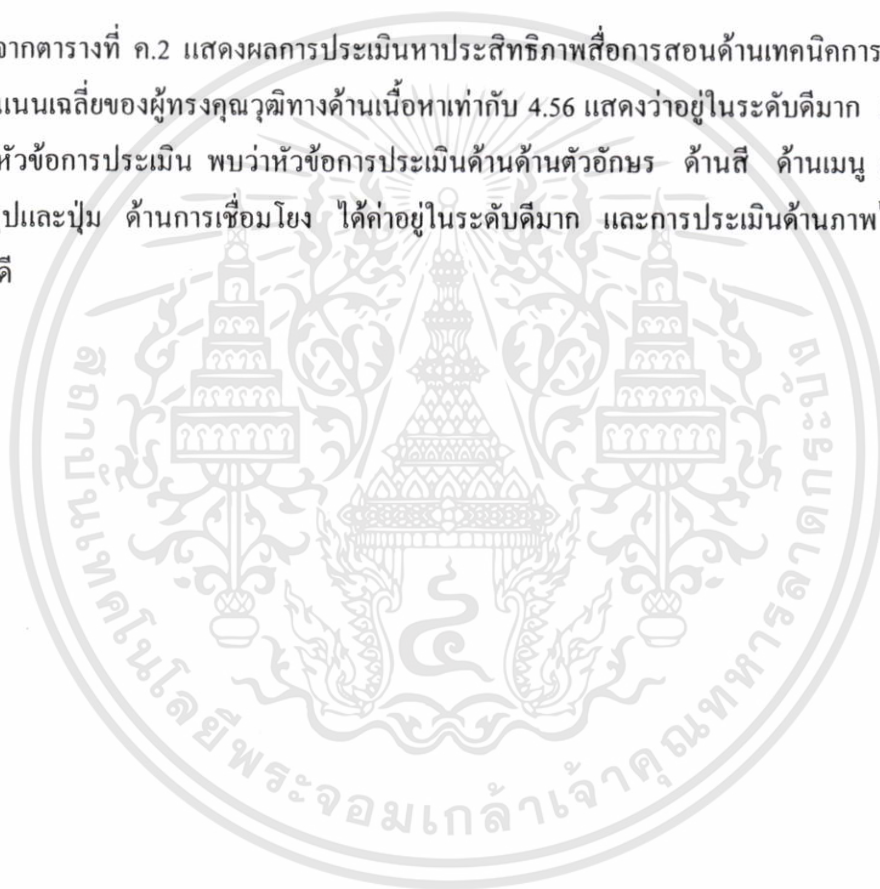 จากตารางที่ ค.2 แสดงผลการประเมินหาประสิทธิภาพสื่อการสอนด้านเทคนิคการ
แนนเฉลี่ยของผู้ทรงคุณวุฒิทางด้านเนื้อหาเท่ากับ 4.56 แสดงว่าอยู่ในระดับดีมาก
หัวข้อการประเมิน พบว่าหัวข้อการประเมินด้านด้านตัวอักษร ด้านสี ด้านเมนู
ปและปุ่ม ด้านการเชื่อมโยง ได้ค่าอยู่ในระดับดีมาก และการประเมินด้านภาพ
ดี
สถาบันเทคโนโลยีพระจอมเกล้าเจ้าคุณทหารลาดกระบัง